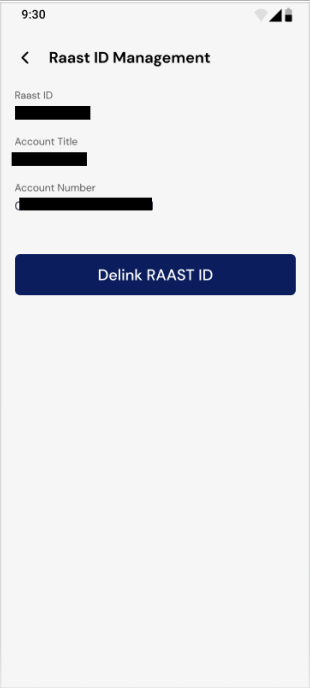 9:30
Raast ID Management
Raast ID
Account Title
Account Number
Delink RAAST ID